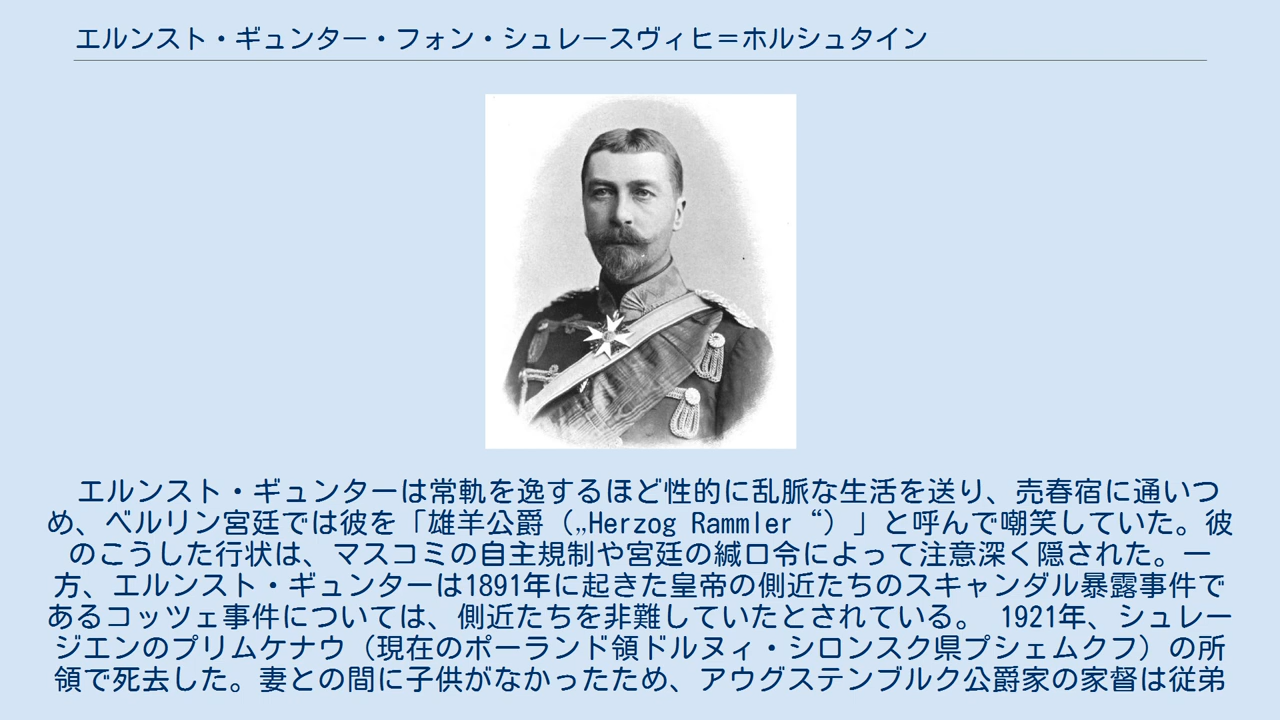 エルンスト・ギュンター・フォン・シュレースヴィヒ＝ホルシュタイン
エルンスト・ギュンターは常軌を逸するほど性的に乱脈な生活を送り、売春宿に通いつ
め、ベルリン宮廷では彼を「雄羊公爵（„Herzog Rammler “）」と呼んで嘲笑していた。彼
のこうした行状は、マスコミの自主規制や宮廷の緘口令によって注意深く隠された。一
方、エルンスト・ギュンターは1891年に起きた皇帝の側近たちのスキャンダル暴露事件で
あるコッツェ事件については、側近たちを非難していたとされている。 1921年、シュレー
ジエンのプリムケナウ（現在のポーランド領ドルヌィ・シロンスク県プシェムクフ）の所
領で死去した。妻との間に子供がなかったため、アウグステンブルク公爵家の家督は従弟